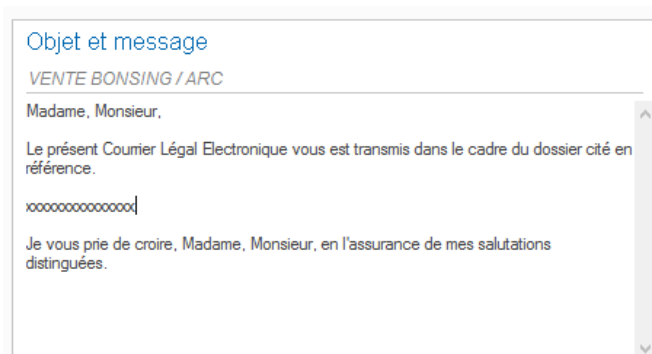 Objet et message
VENTE BONSING / ARC
Madame, Monsieur,
Le présent Courrier Légal Electronique vous est transmis dans le cadre du dossier cité en
référence.
xxxxxxxxxxxxxxx
Je vous prie de croire, Madame, Monsieur, en l'assurance de mes salutations
distinguées.